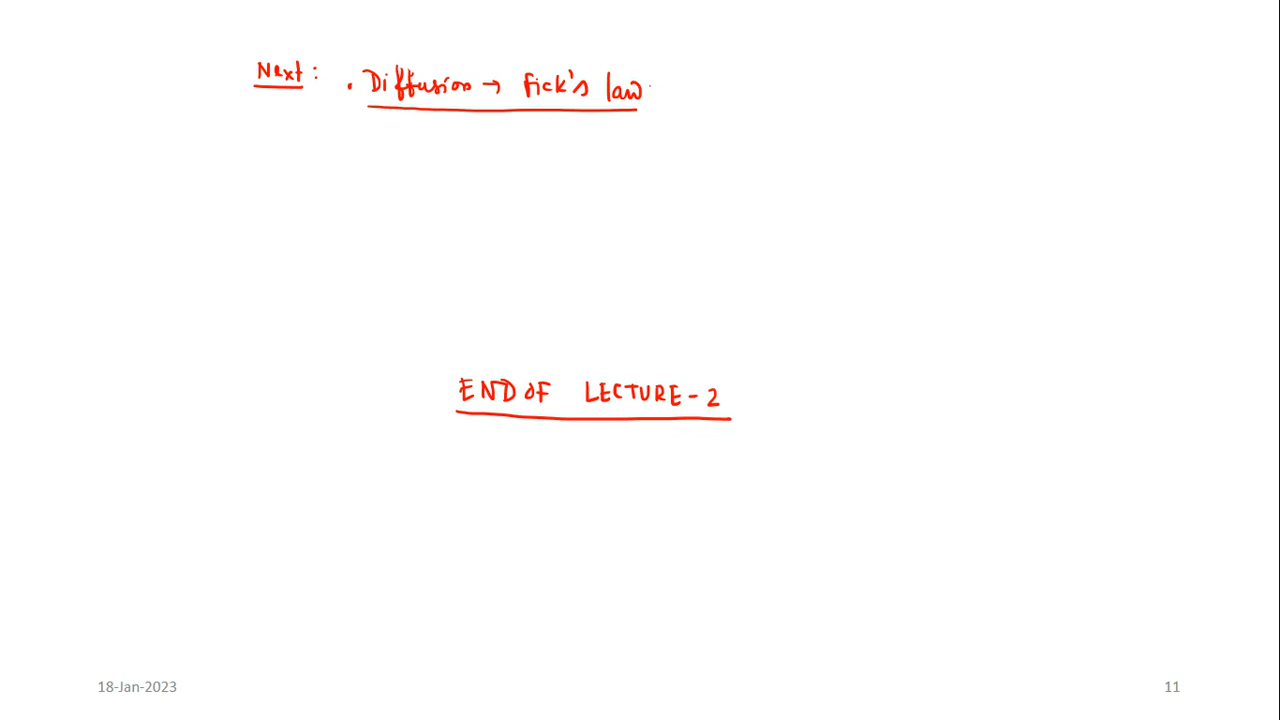 Next : . Diffusion → Fick's law
END OF LECTURE - 2
18-Jan-2023
11